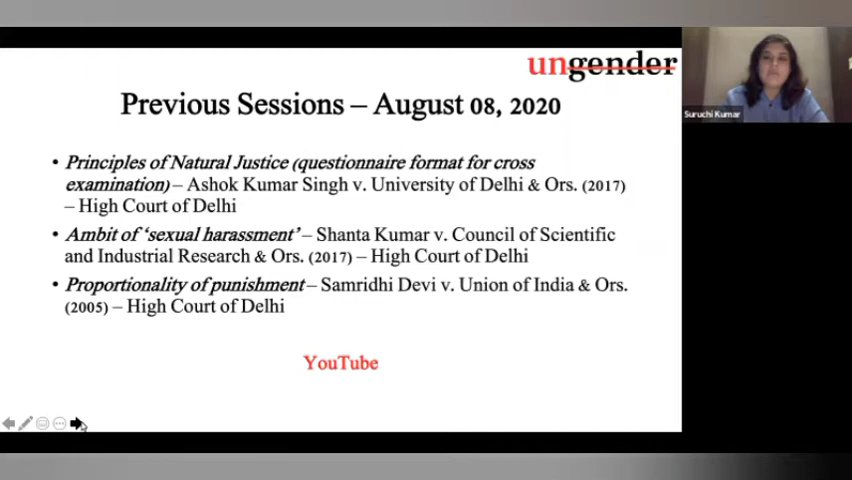 ungender
Previous Sessions – August 08, 2020
Suruchi Kumar
• Principles of Natural Justice (questionnaire format for cross
examination) – Ashok Kumar Singh v. University of Delhi & Ors. (2017)
– High Court of Delhi
• Ambit of ‘sexual harassment’ – Shanta Kumar v. Council of Scientific
and Industrial Research & Ors. (2017) – High Court of Delhi
• Proportionality of punishment – Samridhi Devi v. Union of India & Ors.
(2005) – High Court of Delhi
YouTube